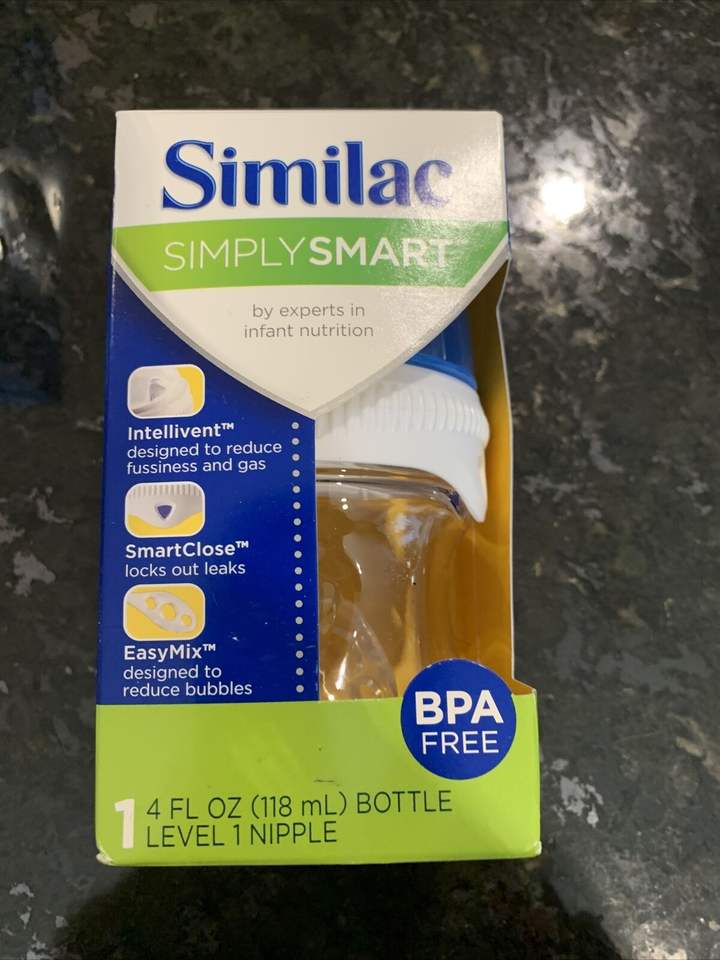 Similac
SIMPLYSMART™
by experts in
infant nutrition
Intellivent™
designed to reduce
fussiness and gas
SmartClose™
locks out leaks
EasyMix™
designed to
reduce bubbles
BPA
FREE
1 4 FL OZ (118 mL) BOTTLE
LEVEL 1 NIPPLE